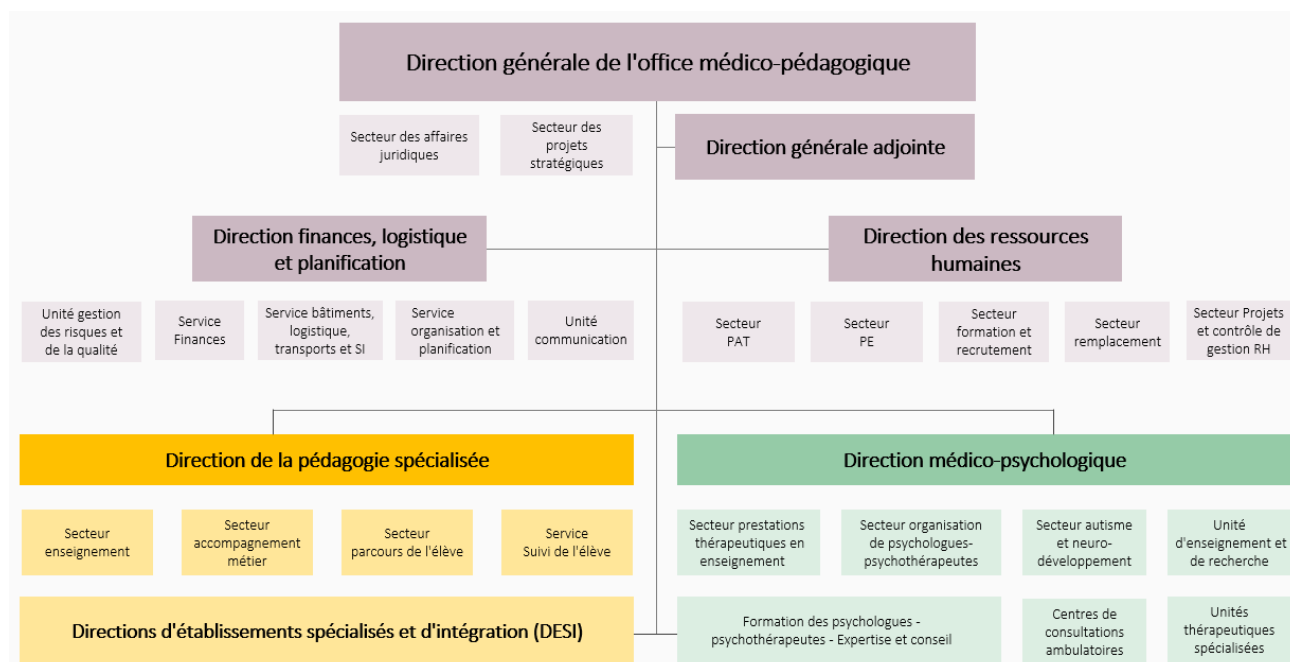 Direction générale de l'office médico-pédagogique
Secteur des affaires
juridiques
Secteur des
projets
stratégiques
Direction générale adjointe
Direction finances, logistique
et planification
Direction des ressources
humaines
Unité gestion
des risques et
de la qualité
Service
Finances
Service bâtiments,
logistique,
transports et SI
Service
organisation et
planification
Unité
communication
Secteur
PAT
Secteur
PE
Secteur
formation et
recrutement
Secteur
remplacement
Secteur Projets
et contrôle de
gestion RH
Direction de la pédagogie spécialisée
Direction médico-psychologique
Secteur
enseignement
Secteur
accompagnement
métier
Secteur
parcours de l'élève
Service
Suivi de l'élève
Secteur prestations
thérapeutiques en
enseignement
Secteur organisation
de psychologues-
psychothérapeutes
Secteur autisme
et neuro-
développement
Unité
d'enseignement et
de recherche
Directions d'établissements spécialisés et d'intégration (DESI)
Formation des psychologues -
psychothérapeutes - Expertise et conseil
Centres de
consultations
ambulatoires
Unités
thérapeutiques
spécialisées